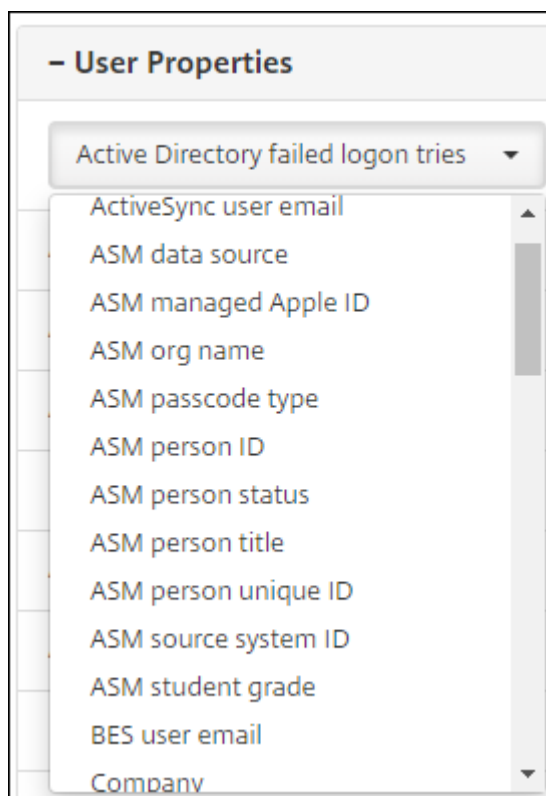 – User Properties
Active Directory failed logon tries
ActiveSync user email
ASM data source
ASM managed Apple ID
ASM org name
ASM passcode type
ASM person ID
ASM person status
ASM person title
ASM person unique ID
ASM source system ID
ASM student grade
BES user email
Company